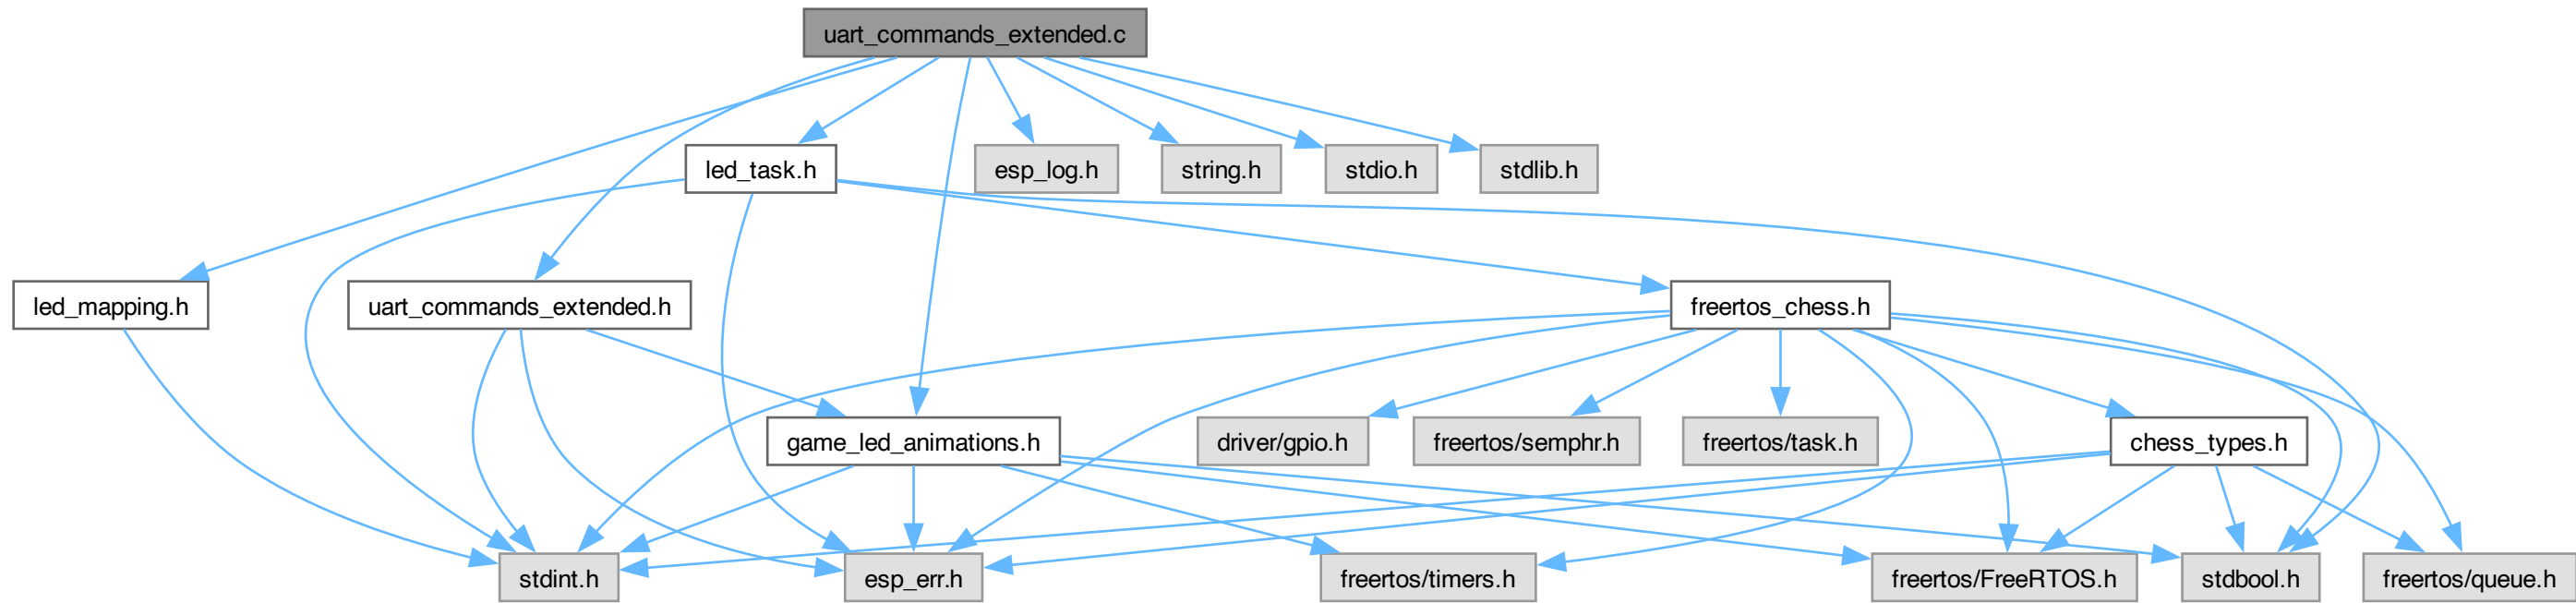 uart_commands_extended.c
led_task.h
esp_log.h
string.h
stdio.h
stdlib.h
led_mapping.h
uart_commands_extended.h
freertos_chess.h
game_led_animations.h
driver/gpio.h
freertos/semphr.h
freertos/task.h
chess_types.h
stdint.h
esp_err.h
freertos/timers.h
freertos/FreeRTOS.h
stdbool.h
freertos/queue.h